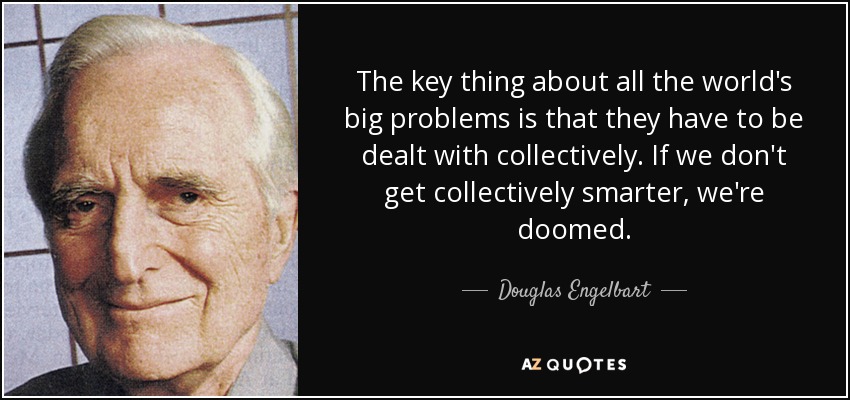 The key thing about all the world's
big problems is that they have to be
dealt with collectively. If we don't
get collectively smarter, we're
doomed.
Douglas Engelbart
AZ QUOTES